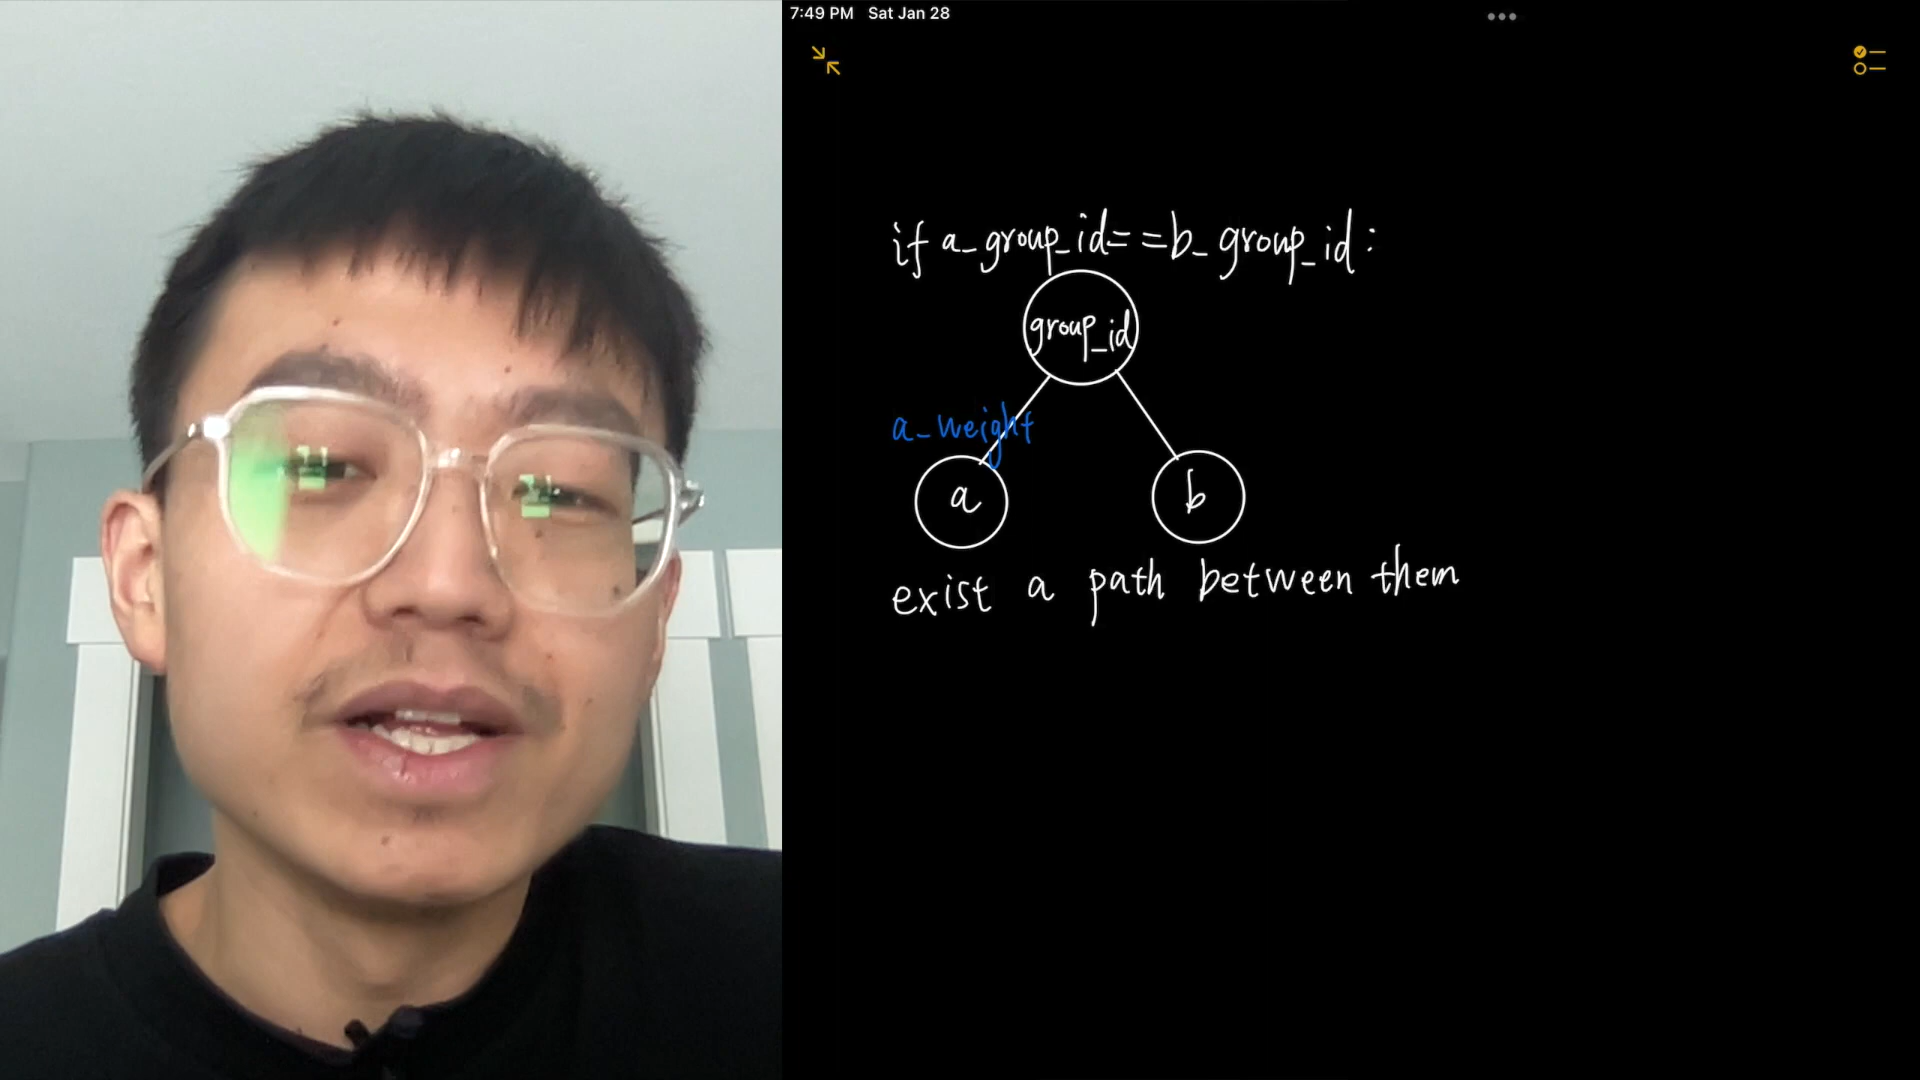 7:49 PM Sat Jan 28
if a_group_id==b_group_id:
group_id
a_weight
a
b
exist a path between them